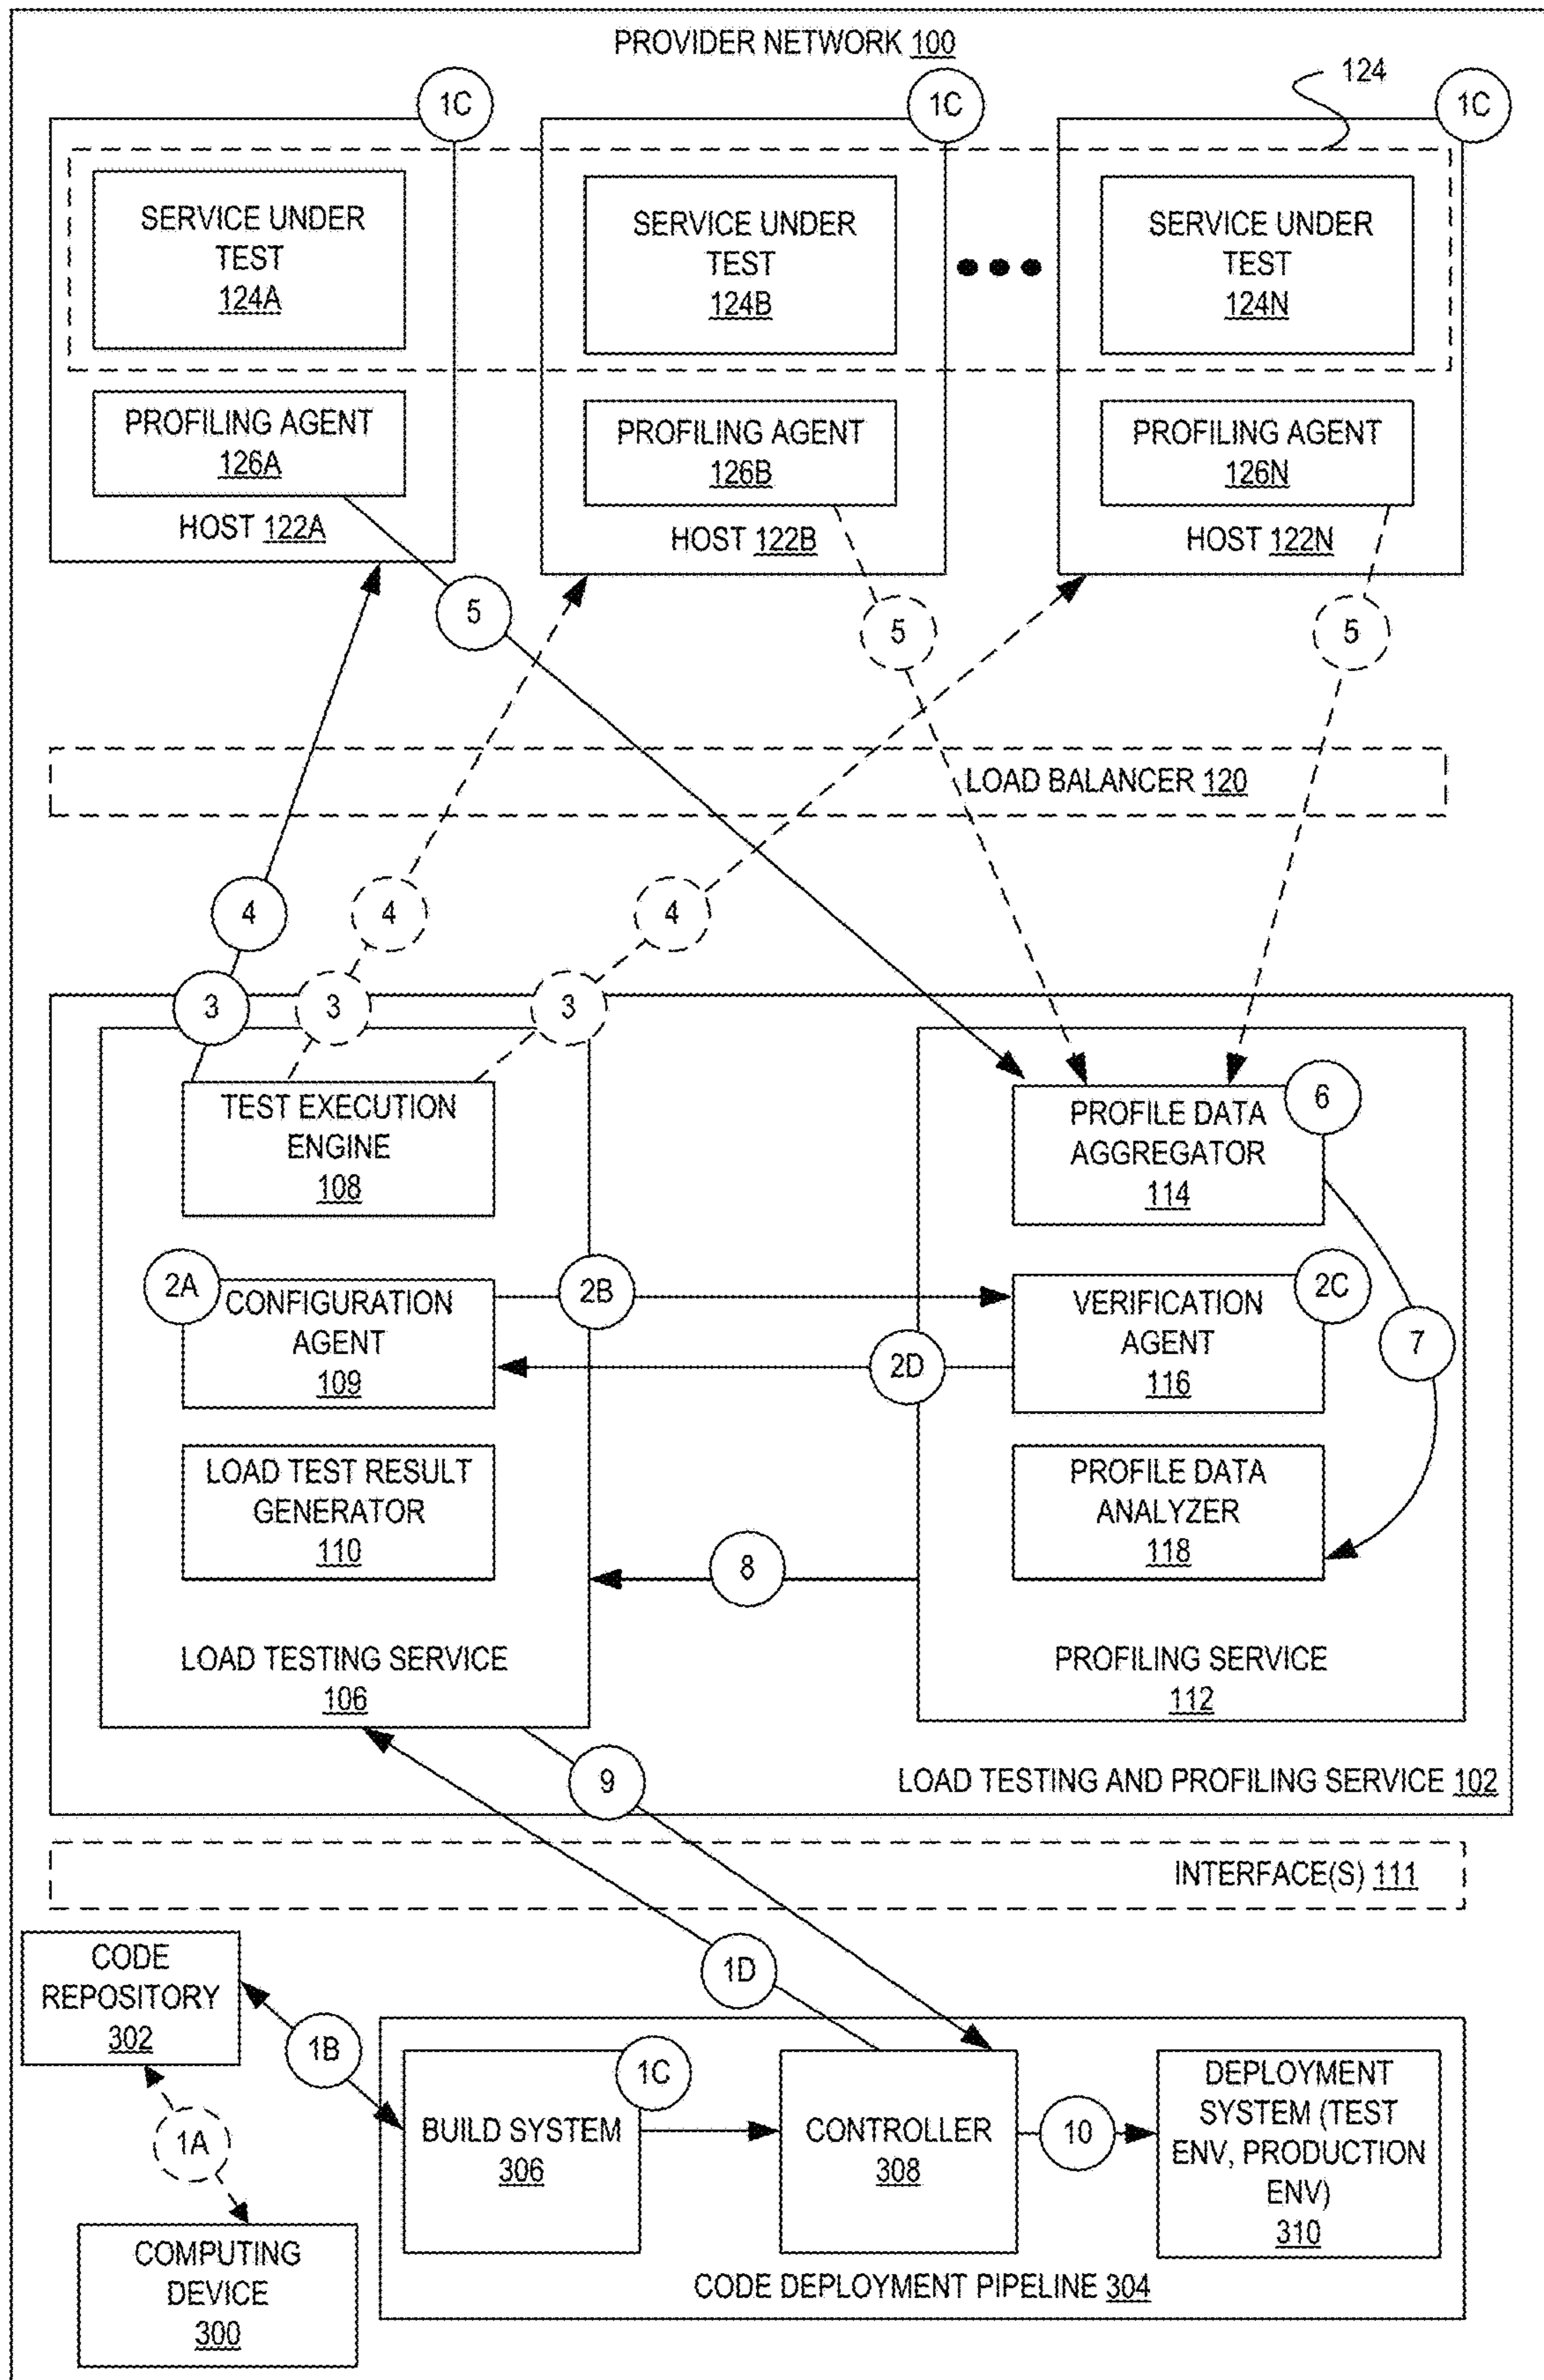 PROVIDER NETWORK 100
124
1C
1C
1C
SERVICE UNDER
TEST
124A
SERVICE UNDER
TEST
124B
SERVICE UNDER
TEST
124N
PROFILING AGENT
126A
PROFILING AGENT
126B
PROFILING AGENT
126N
HOST 122A
HOST 122B
HOST 122N
5
5
5
LOAD BALANCER 120
4
4
4
3
3
3
TEST EXECUTION
ENGINE
108
PROFILE DATA
AGGREGATOR
114
6
2A
CONFIGURATION
AGENT
109
2B
2D
VERIFICATION
AGENT
116
2C
7
LOAD TEST RESULT
GENERATOR
110
PROFILE DATA
ANALYZER
118
8
LOAD TESTING SERVICE
106
PROFILING SERVICE
112
9
LOAD TESTING AND PROFILING SERVICE 102
INTERFACE(S) 111
CODE
REPOSITORY
302
1D
1B
1A
COMPUTING
DEVICE
300
BUILD SYSTEM
306
1C
CONTROLLER
308
10
DEPLOYMENT
SYSTEM (TEST
ENV, PRODUCTION
ENV)
310
CODE DEPLOYMENT PIPELINE 304